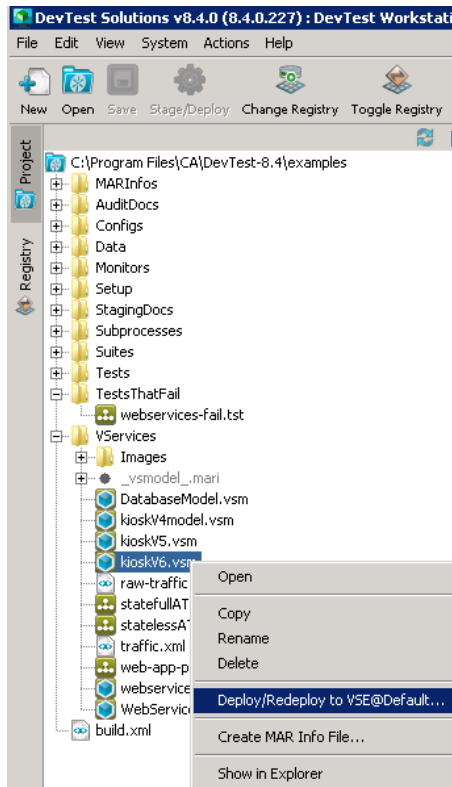 DevTest Solutions v8.4.0 (8.4.0.227) : DevTest Workstati
File Edit View System Actions Help
New Open Save Stage/Deploy Change Registry Toggle Registry
Project
Registry
C:\Program Files\CA\DevTest-8.4\examples
MARInfos
AuditDocs
Configs
Data
Monitors
Setup
StagingDocs
Subprocesses
Suites
Tests
TestsThatFail
webservices-fail.tst
VServices
Images
_vsmodel_.mari
DatabaseModel.vsm
kioskV4model.vsm
kioskV5.vsm
kioskV6.vsm
raw-traffic
statefullAT
statelessAT
traffic.xml
web-app-p
webservice
WebService
build.xml
Open
Copy
Rename
Delete
Deploy/Redeploy to VSE@Default...
Create MAR Info File...
Show in Explorer